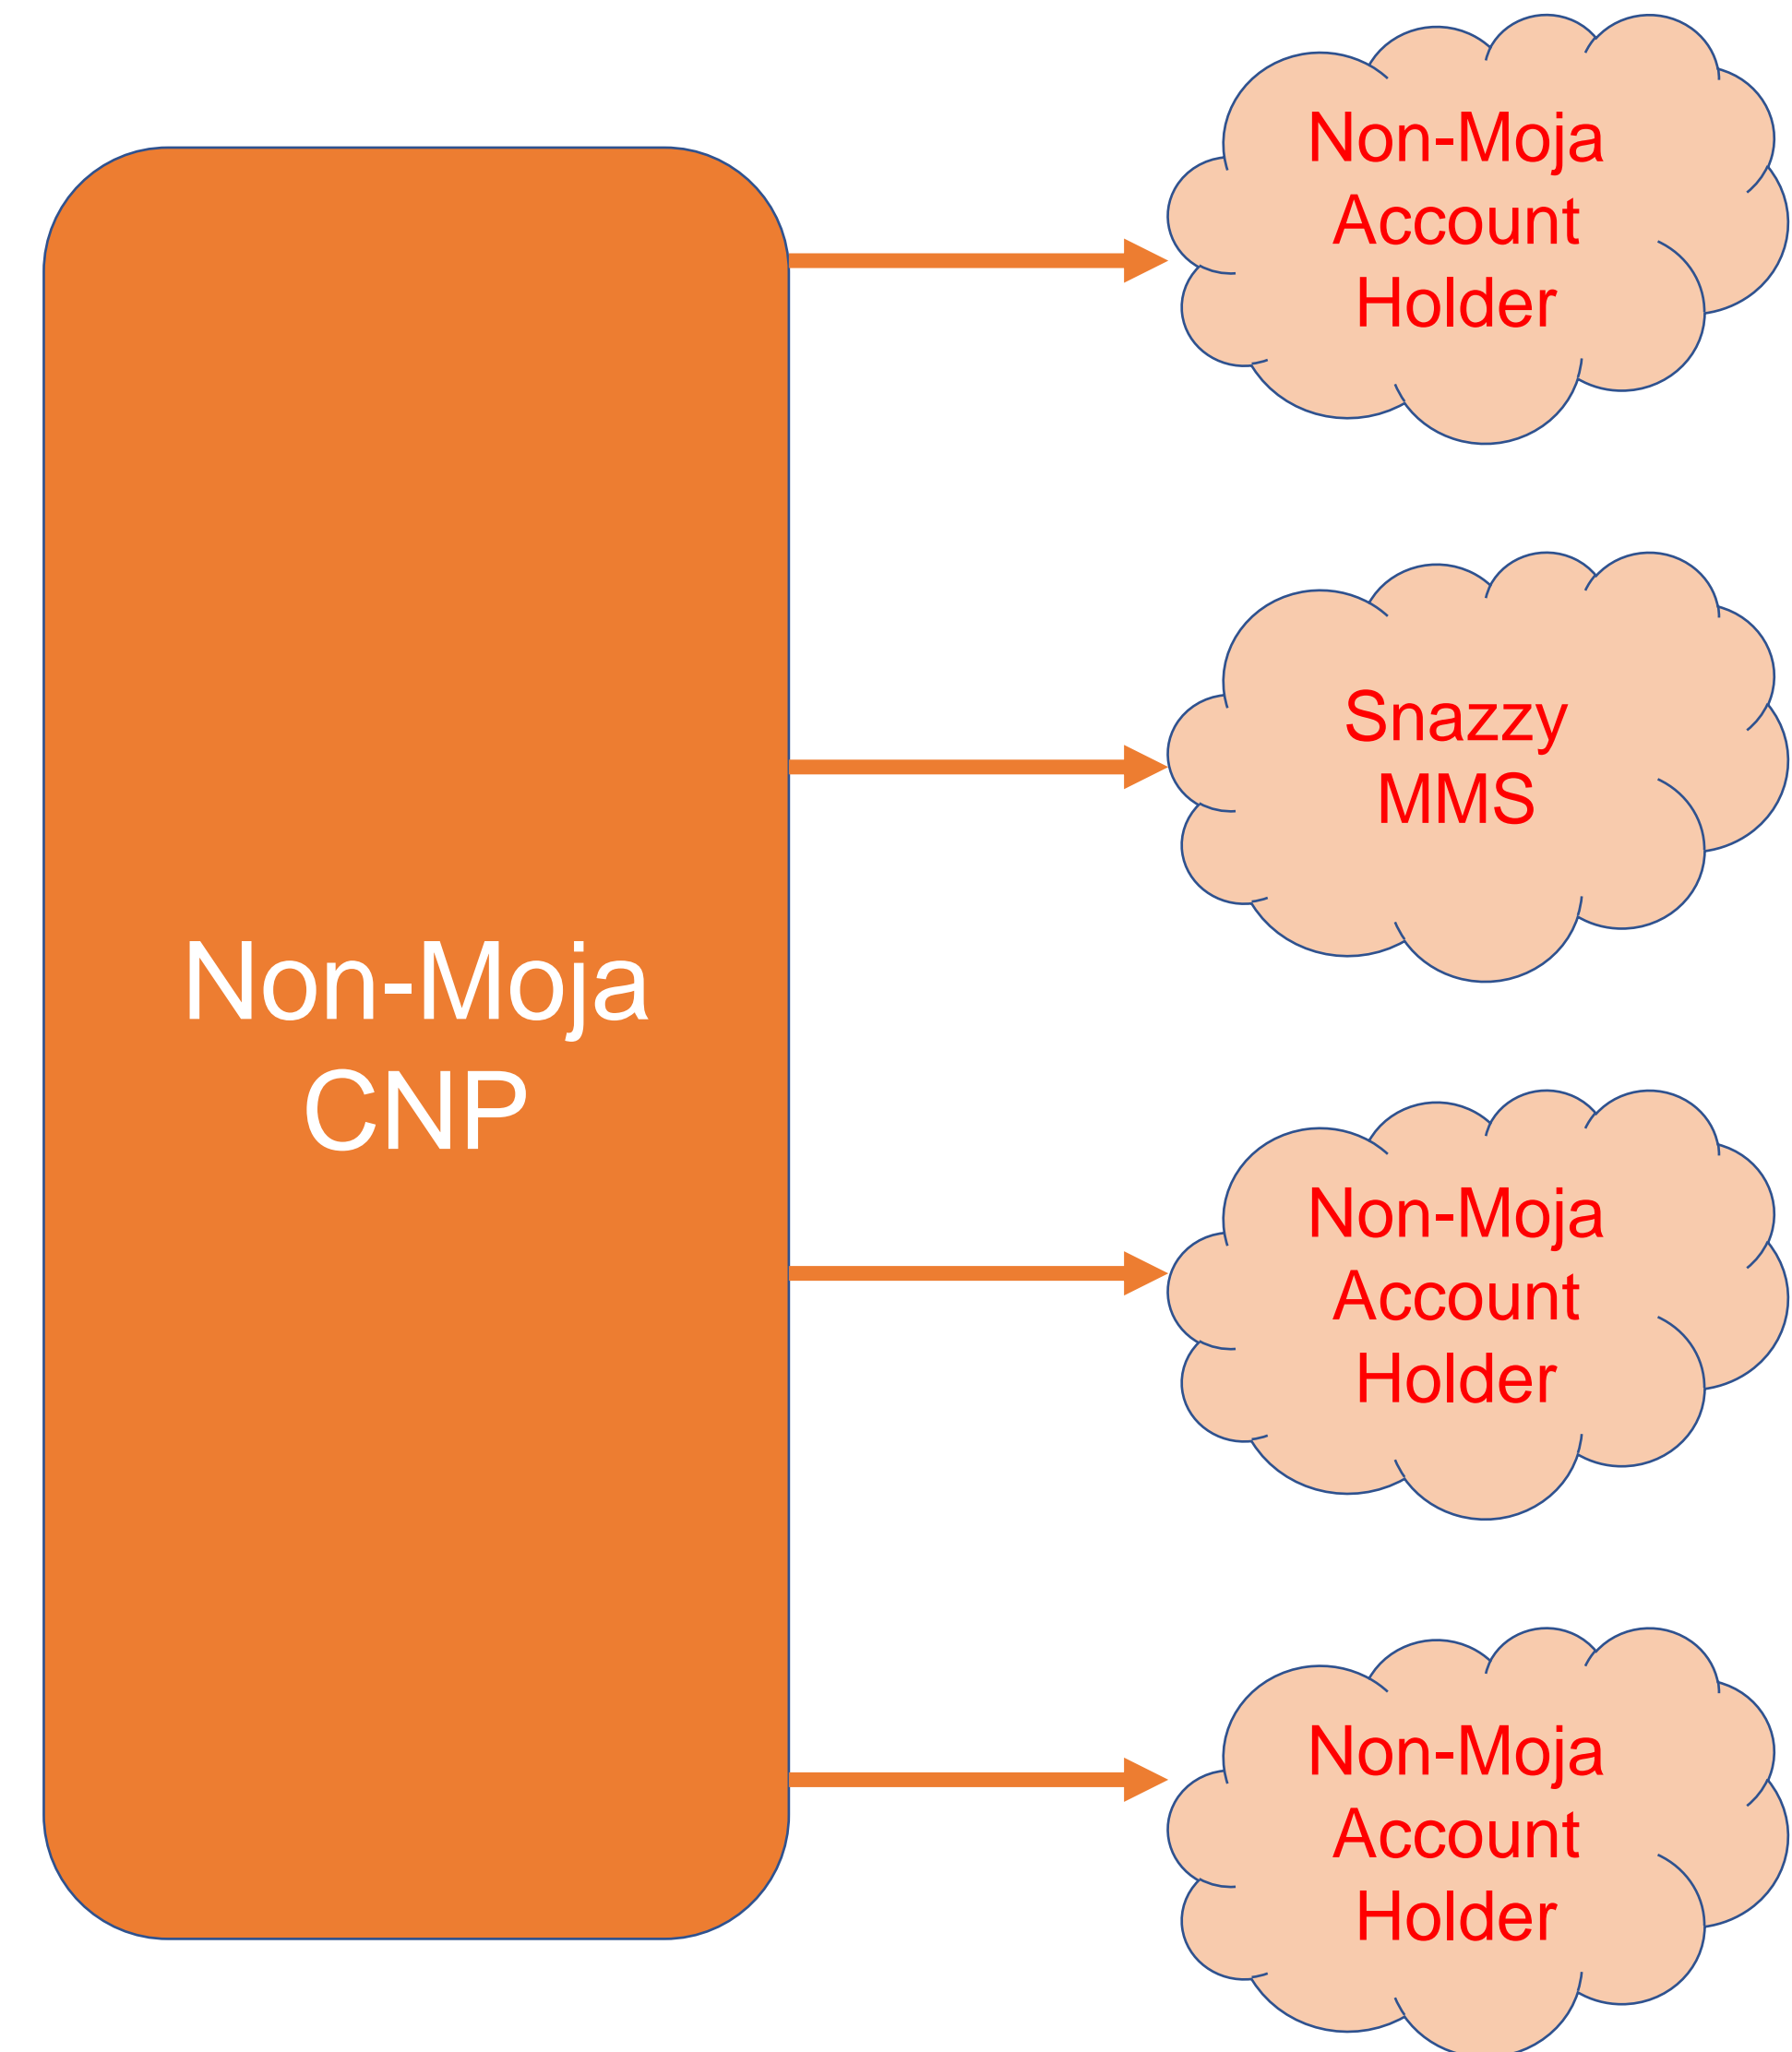 Non-Moja
CNP
Non-Moja
Account
Holder
Snazzy
MMS
Non-Moja
Account
Holder
Non-Moja
Account
Holder